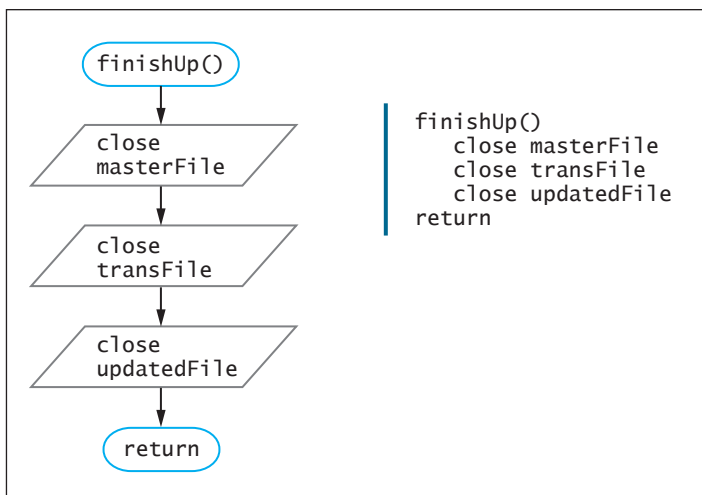 finishUp()
close
masterFile
close
transFile
close
updatedFile
return
finishUp()
close masterFile
close transFile
close updatedFile
return